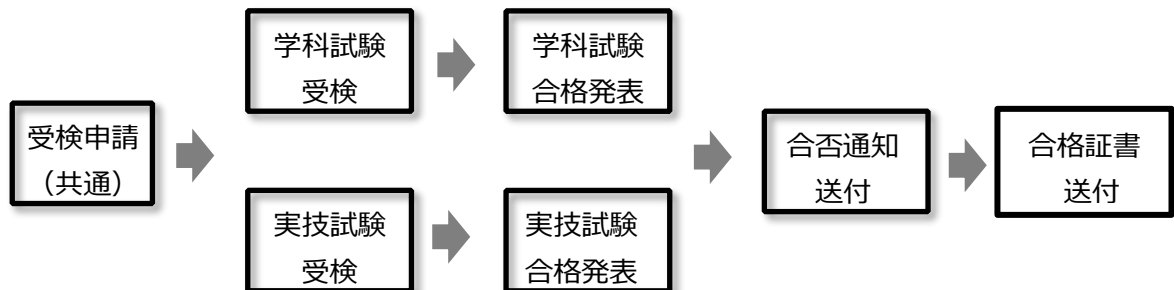 受検申請
（共通）
学科試験
受検
学科試験
合格発表
実技試験
受検
実技試験
合格発表
合否通知
送付
合格証書
送付